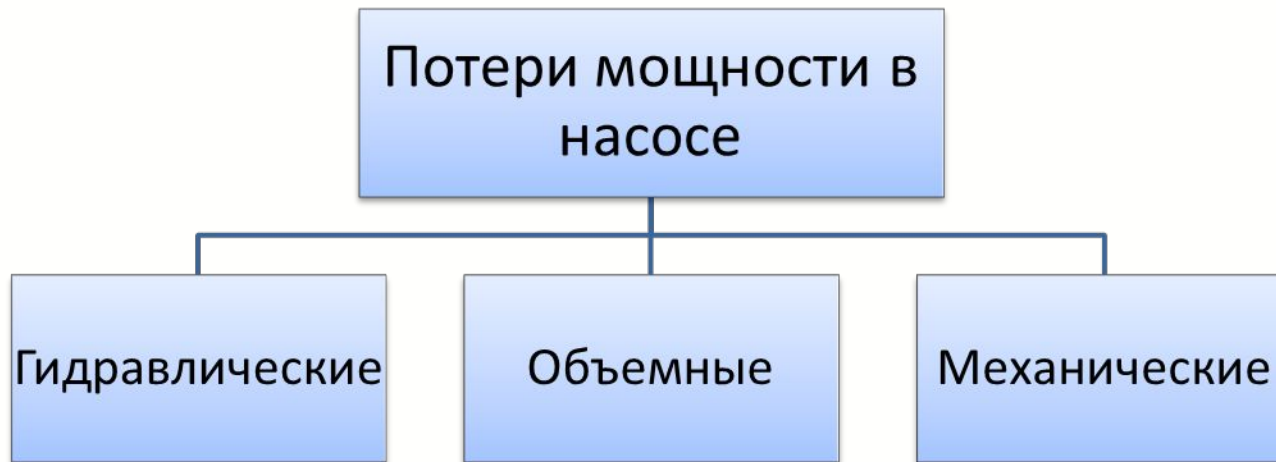 Потери мощности в
насосе
Гидравлические
Объемные
Механические